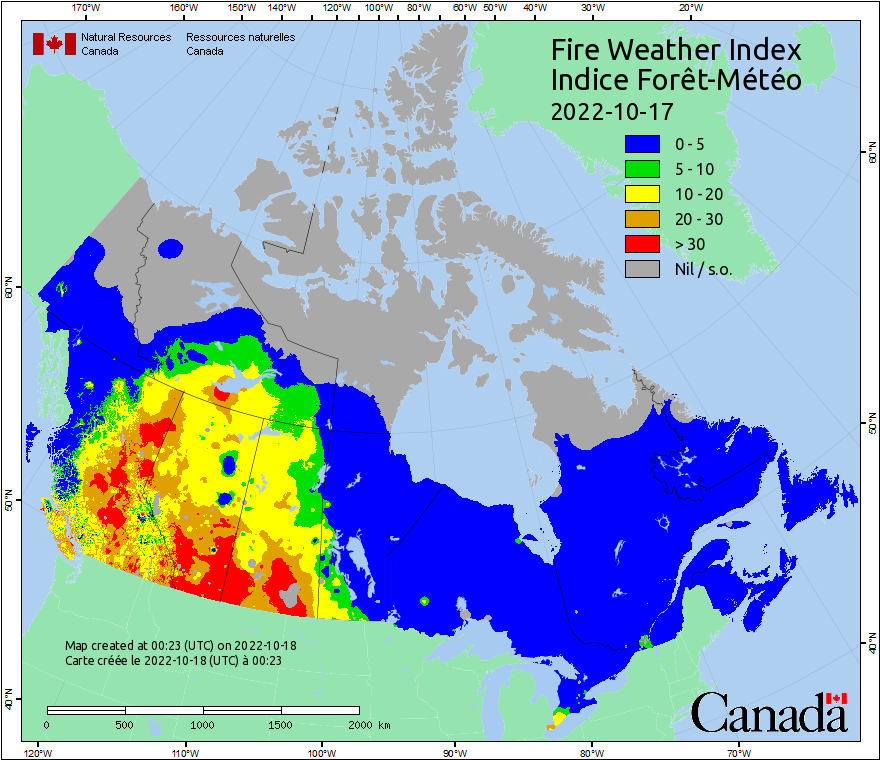 170°W 160°W 150°W 140°W 130°W 120°W 110°W 100°W 90°W 80°W 70°W 60°W 50°W 40°W 30°W 20°W
Natural Resources Ressources naturelles
Canada Canada
Fire Weather Index
Indice Forêt-Météo
2022-10-17
0 - 5
5 - 10
10 - 20
20 - 30
> 30
Nil / s.o.
60°N
60°N
50°N
50°N
40°N
40°N
Map created at 00:23 (UTC) on 2022-10-18
Carte créée le 2022-10-18 (UTC) à 00:23
0 500 1000 1500 2000 km
Canada
120°W 110°W 100°W 90°W 80°W 70°W